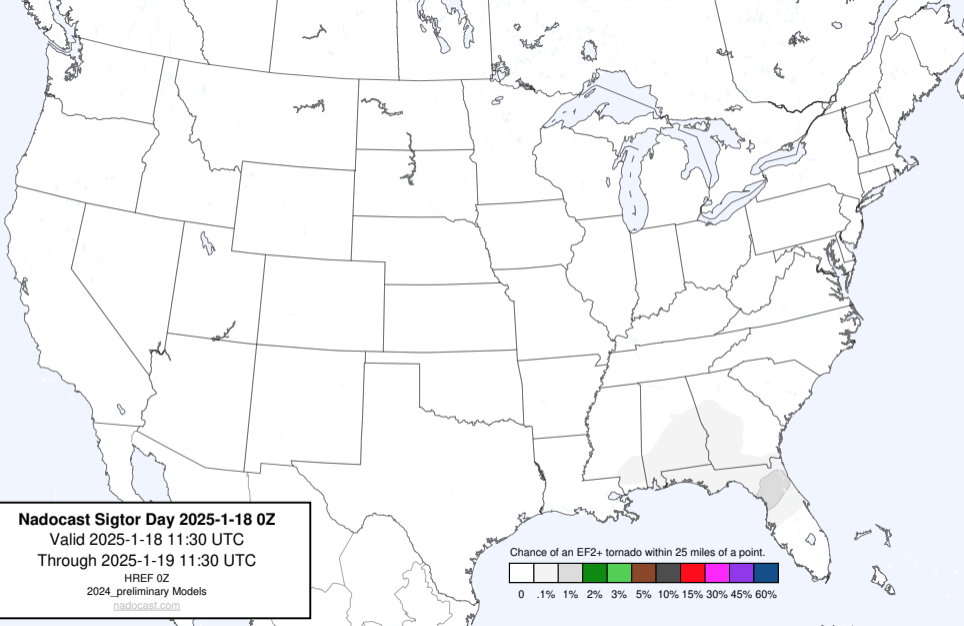 Nadocast Sigtor Day 2025-1-18 0Z
Valid 2025-1-18 11:30 UTC
Through 2025-1-19 11:30 UTC
HREF 0Z
2024_preliminary Models
nadocast.com
Chance of an EF2+ tornado within 25 miles of a point.
0 .1% 1% 2% 3% 5% 10% 15% 30% 45% 60%